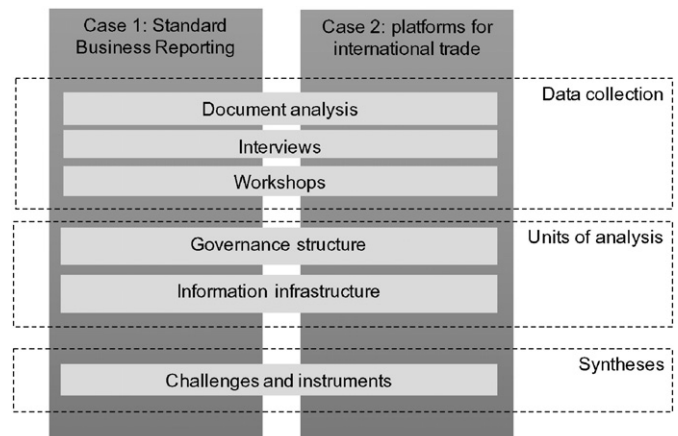 Case 1: Standard
Business Reporting
Case 2: platforms for
international trade
Data collection
Document analysis
Interviews
Workshops
Units of analysis
Governance structure
Information infrastructure
Syntheses
Challenges and instruments